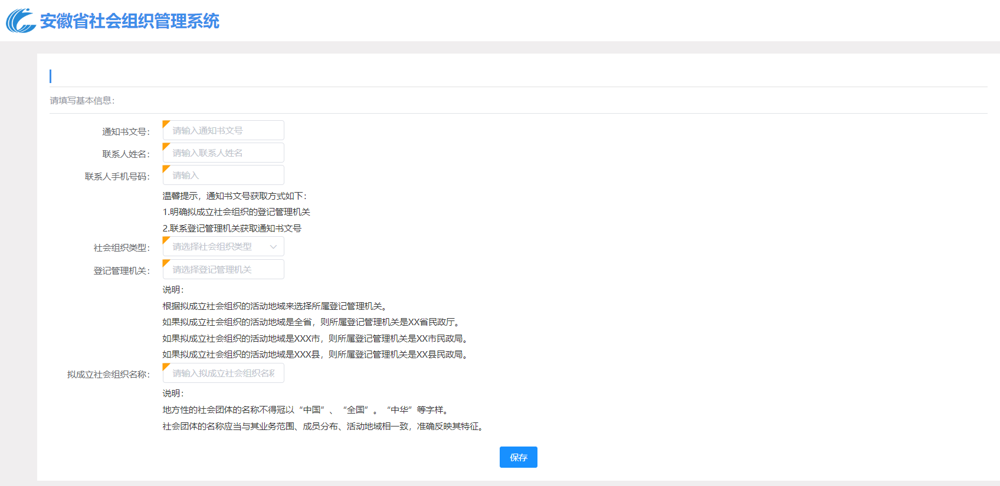 安徽省社会组织管理系统
请填写基本信息：
通知书文号： 请输入通知书文号
联系人姓名： 请输入联系人姓名
联系人手机号码： 请输入
温馨提示，通知书文号获取方式如下：
1.明确拟成立社会组织的登记管理机关
2.联系登记管理机关获取通知书文号
社会组织类型： 请选择社会组织类型
登记管理机关： 请选择登记管理机关
说明：
根据拟成立社会组织的活动地域来选择所属登记管理机关。
如果拟成立社会组织的活动地域是全省，则所属登记管理机关是XX省民政厅。
如果拟成立社会组织的活动地域是XXX市，则所属登记管理机关是XX市民政局。
如果拟成立社会组织的活动地域是XXX县，则所属登记管理机关是XX县民政局。
拟成立社会组织名称： 请输入拟成立社会组织名称
说明：
地方性的社会团体的名称不得冠以“中国”、“全国”。“中华”等字样。
社会团体的名称应当与其业务范围、成员分布、活动地域相一致，准确反映其特征。
保存